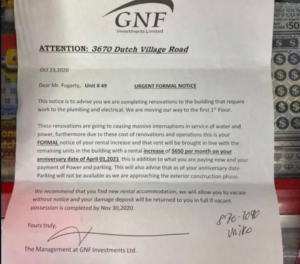 GNF
Investments Limited
ATTENTION: 3670 Dutch Village Road
Oct 23,2020
Dear Mr. Fogarty, Unit # 49 URGENT FORMAL NOTICE
This notice is to advise you we are completing renovations to the building that require
work to the plumbing and electrical. We are moving our way to the first 1st Floor.
These renovations are going to causing massive interruptions in service of water and
power, furthermore due to these cost of renovations and operations this is your
FORMAL notice of your rental increase and that rent will be brought in live with the
remaining units in the building with a rental increase of $650 per month on your
anniversary date of April 01,2021 this is addition to what you are paying now and your
payment of Power and parking. This will also advise that as of your anniversary date
Parking will not be available as we are approaching the exterior construction phase.
We recommend that you find new rental accommodation, we will allow you to vacate
without notice and your damage deposit will be returned to you in full if vacant
possession is completed by Nov 30,2020.
Yours truly,
The Management at GNF Investments Ltd.